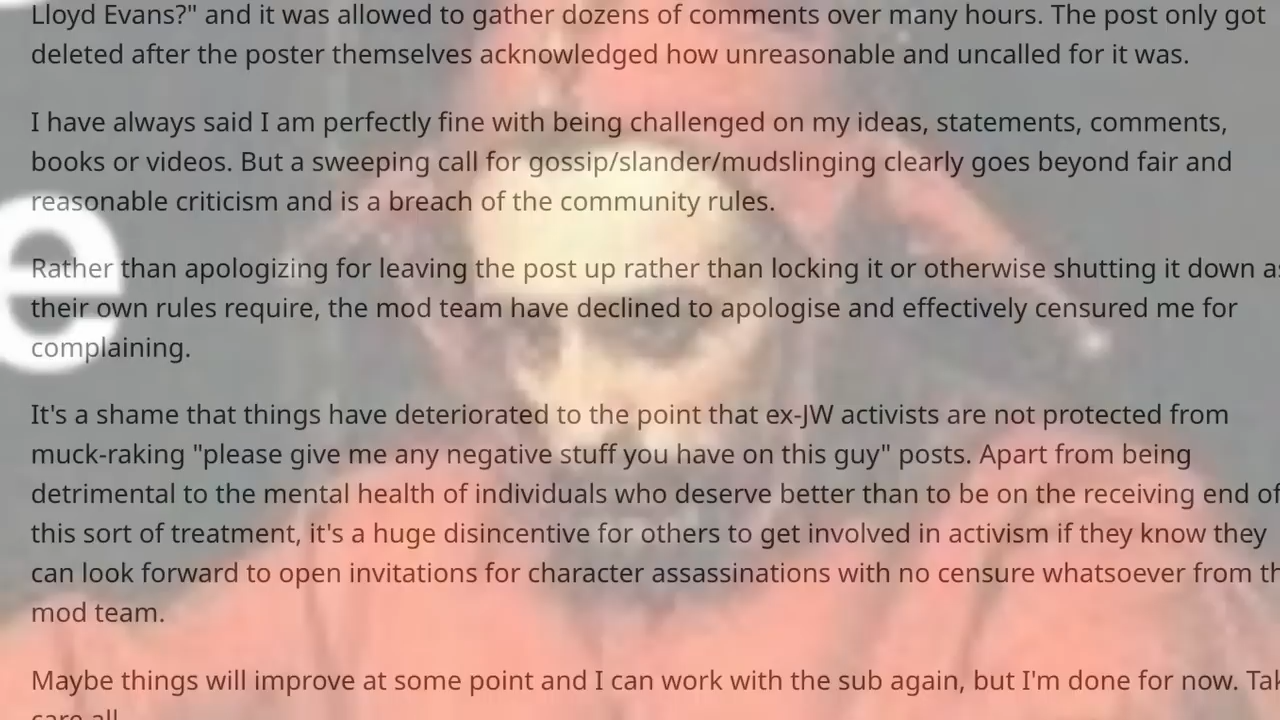 Lloyd Evans?" and it was allowed to gather dozens of comments over many hours. The post only got
deleted after the poster themselves acknowledged how unreasonable and uncalled for it was.
I have always said I am perfectly fine with being challenged on my ideas, statements, comments,
books or videos. But a sweeping call for gossip/slander/mudslinging clearly goes beyond fair and
reasonable criticism and is a breach of the community rules.
e
Rather than apologizing for leaving the post up rather than locking it or otherwise shutting it down as
their own rules require, the mod team have declined to apologise and effectively censured me for
complaining.
It's a shame that things have deteriorated to the point that ex-JW activists are not protected from
muck-raking "please give me any negative stuff you have on this guy" posts. Apart from being
detrimental to the mental health of individuals who deserve better than to be on the receiving end of
this sort of treatment, it's a huge disincentive for others to get involved in activism if they know they
can look forward to open invitations for character assassinations with no censure whatsoever from th
mod team.
Maybe things will improve at some point and I can work with the sub again, but I'm done for now. Tak
care all